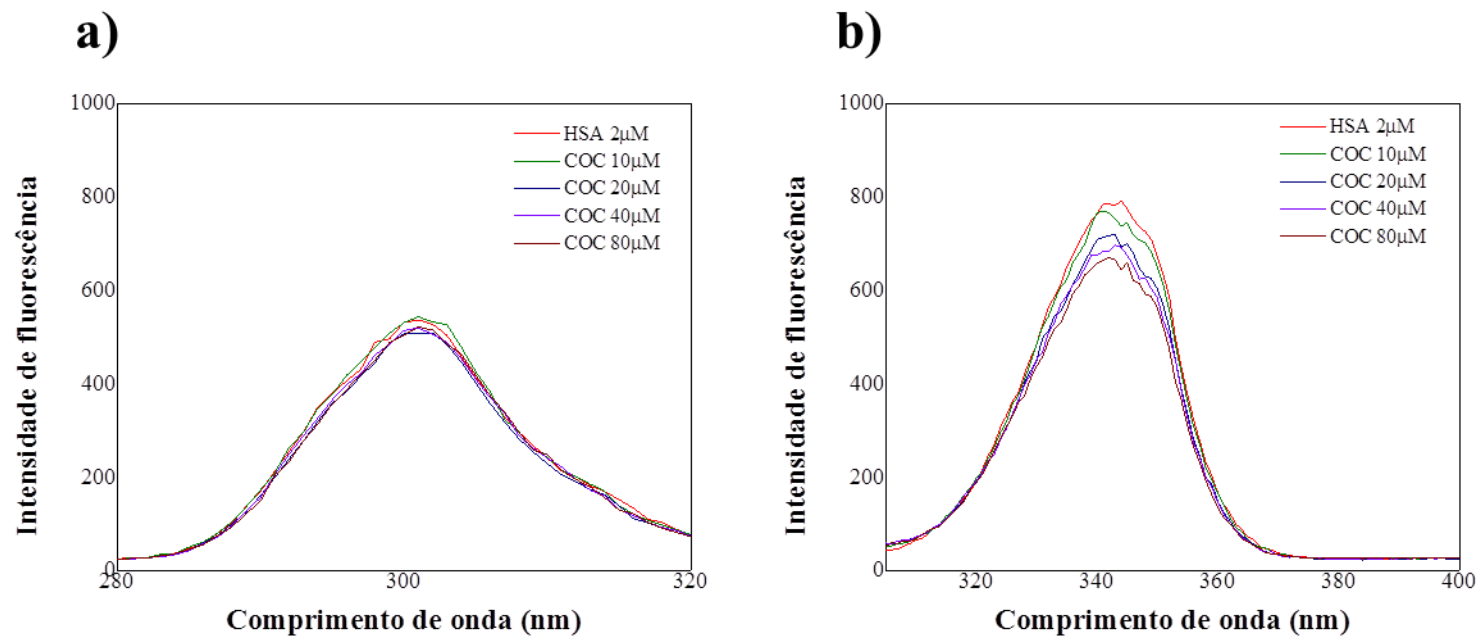 a)
Intensidade de fluorescência
1000
800
600
400
200
0
HSA 2µM
COC 10µM
COC 20µM
COC 40µM
COC 80µM
280
300
320
Comprimento de onda (nm)
b)
Intensidade de fluorescência
1000
800
600
400
200
0
HSA 2µM
COC 10µM
COC 20µM
COC 40µM
COC 80µM
320
340
360
380
400
Comprimento de onda (nm)